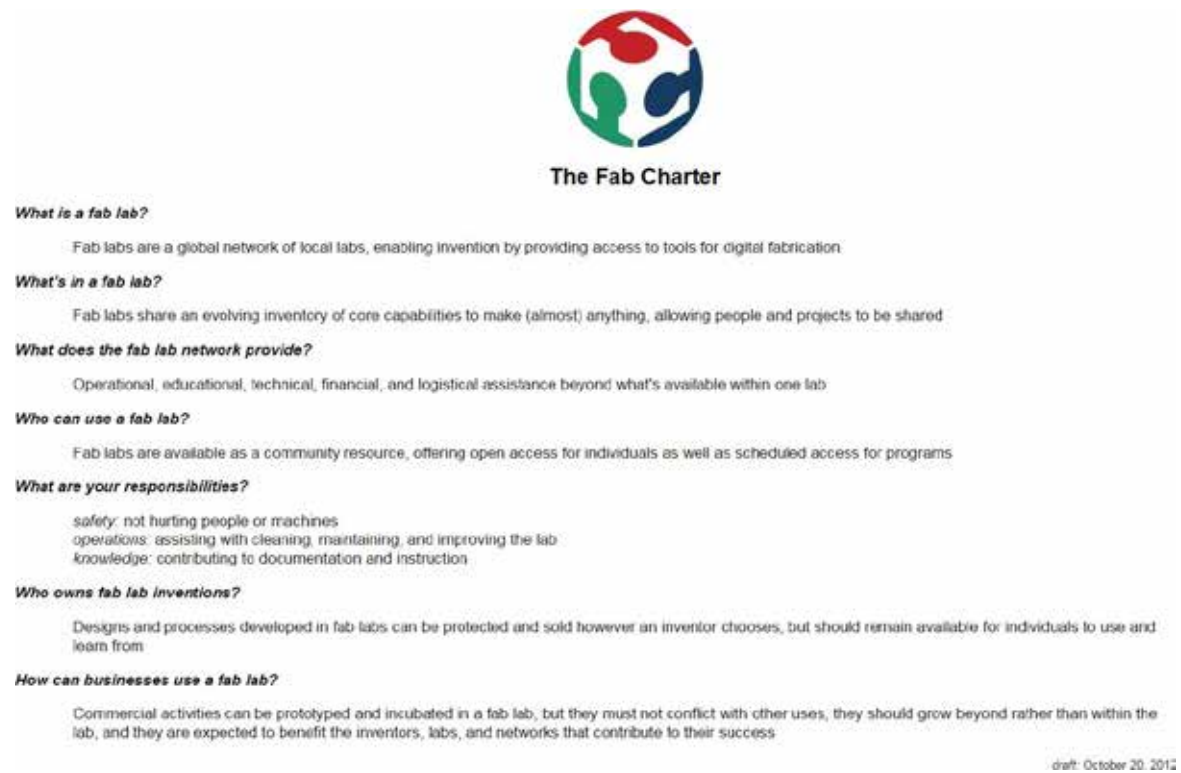 The Fab Charter
What is a fab lab?
Fab labs are a global network of local labs, enabling invention by providing access to tools for digital fabrication
What's in a fab lab?
Fab labs share an evolving inventory of core capabilities to make (almost) anything, allowing people and projects to be shared
What does the fab lab network provide?
Operational, educational, technical, financial, and logistical assistance beyond what's available within one lab
Who can use a fab lab?
Fab labs are available as a community resource, offering open access for individuals as well as scheduled access for programs
What are your responsibilities?
safety: not hurting people or machines
operations: assisting with cleaning, maintaining, and improving the lab
knowledge: contributing to documentation and instruction
Who owns fab lab inventions?
Designs and processes developed in fab labs can be protected and sold however an inventor chooses, but should remain available for individuals to use and
learn from
How can businesses use a fab lab?
Commercial activities can be prototyped and incubated in a fab lab, but they must not conflict with other uses, they should grow beyond rather than within the
lab, and they are expected to benefit the inventors, labs, and networks that contribute to their success
draft: October 20, 2012